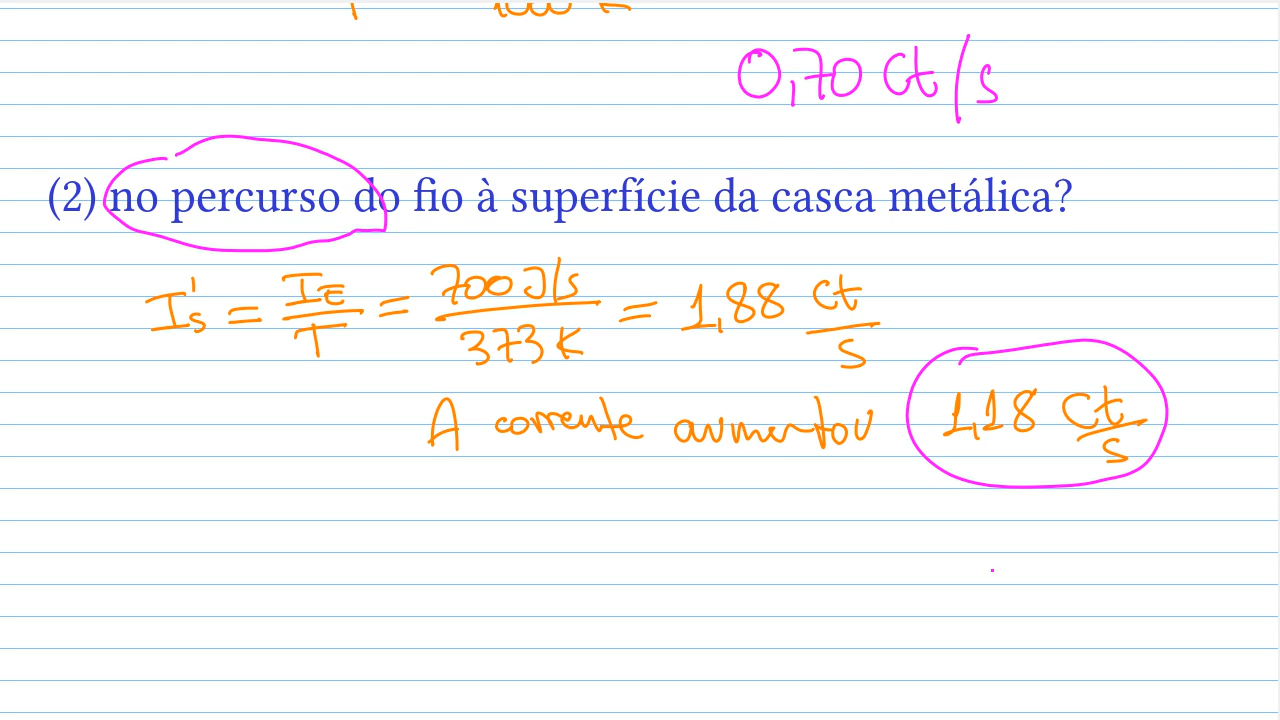 0,70 Ct/s
(2) no percurso do fio à superfície da casca metálica?
I's = IE/T = 700 J/s / 373 K = 1,88 Ct/s
A corrente aumentou 1,18 Ct/s